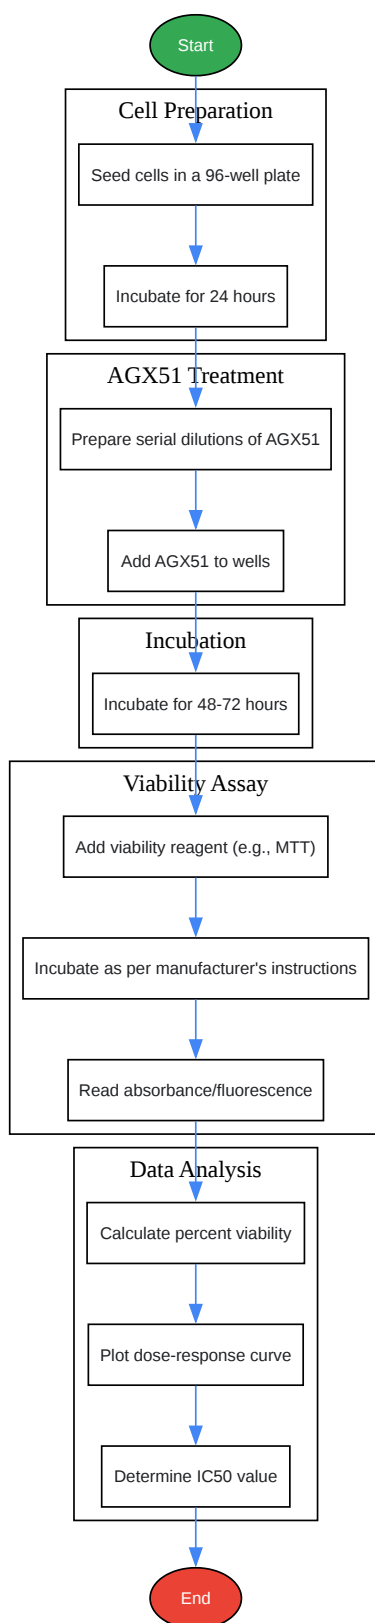 Start
Cell Preparation
Seed cells in a 96-well plate
Incubate for 24 hours
AGX51 Treatment
Prepare serial dilutions of AGX51
Add AGX51 to wells
Incubation
Incubate for 48-72 hours
Viability Assay
Add viability reagent (e.g., MTT)
Incubate as per manufacturer's instructions
Read absorbance/fluorescence
Data Analysis
Calculate percent viability
Plot dose-response curve
Determine IC50 value
End